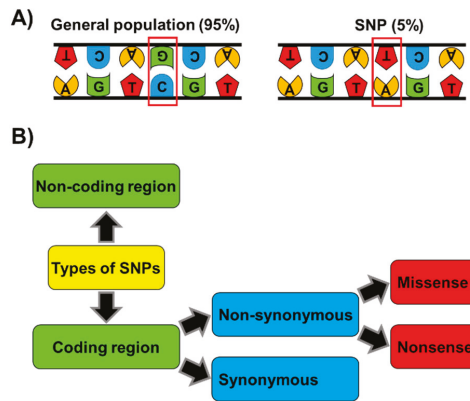 A)
General population (95%)
SNP (5%)
T C A G C A
A G T C G T
T C A T C A
A G T A G T
B)
Non-coding region
Types of SNPs
Coding region
Non-synonymous
Synonymous
Missense
Nonsense